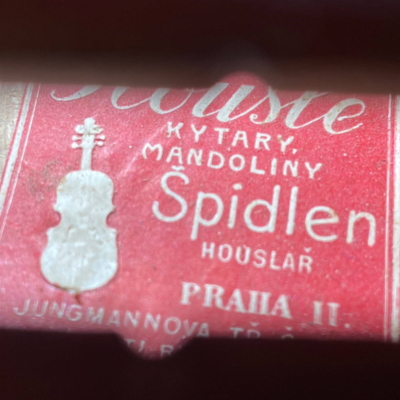 Housle
KYTARY,
MANDOLINY
Špidlen
HOUSLAŘ
PRAHA II.
JUNGMANNOVA TŘ.